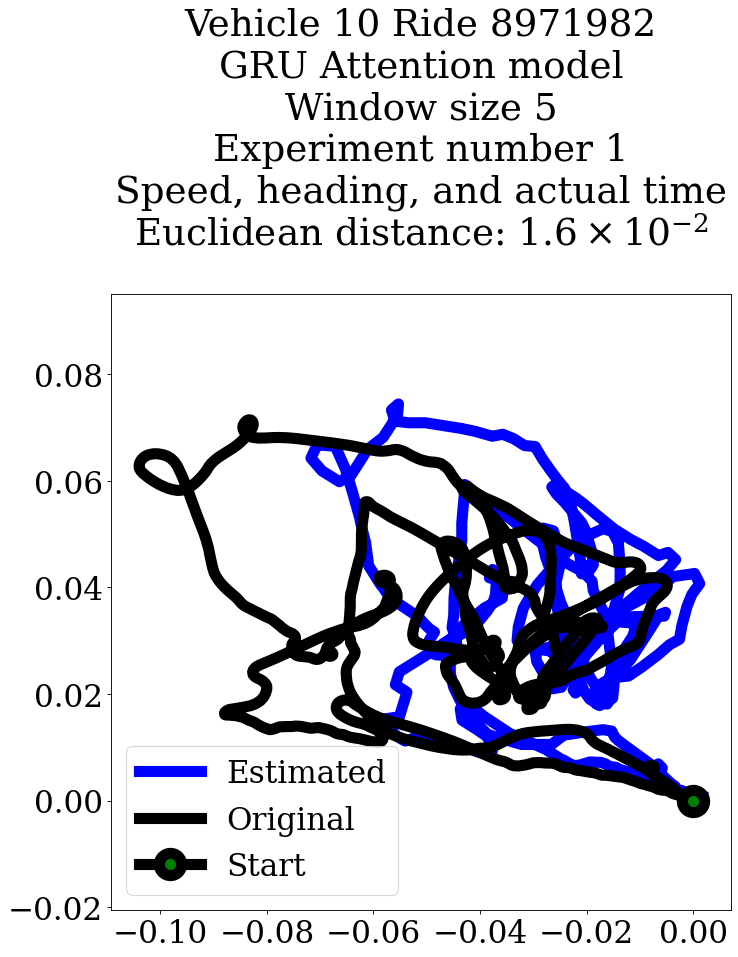 Vehicle 10 Ride 8971982
GRU Attention model
Window size 5
Experiment number 1
Speed, heading, and actual time
Euclidean distance: 1.6 × 10⁻²
0.08
0.06
0.04
0.02
0.00
−0.02
Estimated
Original
Start
−0.10 −0.08 −0.06 −0.04 −0.02 0.00